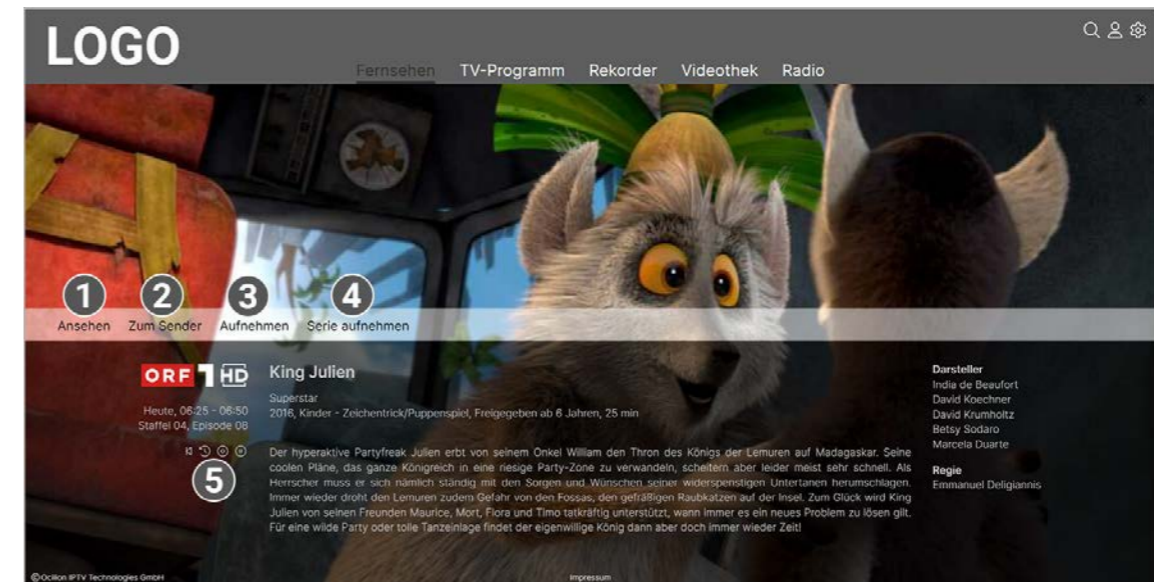 LOGO
Fernsehen TV-Programm Rekorder Videothek Radio
1 2 3 4
Ansehen Zum Sender Aufnehmen Serie aufnehmen
ORF 1 HD
Heute, 06:25 - 06:50
Staffel 04, Episode 08
5
King Julien
Superstar
2016, Kinder - Zeichentrick/Puppenspiel, Freigegeben ab 6 Jahren, 25 min
Der hyperaktive Partyfreak Julien erbt von seinem Onkel William den Thron des Königs der Lemuren auf Madagaskar. Seine
coolen Pläne, das ganze Königreich in eine riesige Party-Zone zu verwandeln, scheitern aber leider meist sehr schnell. Als
Herrscher muss er sich nämlich ständig mit den Sorgen und Wünschen seiner widerspenstigen Untertanen herumschlagen.
Immer wieder droht den Lemuren zudem Gefahr von den Fossas, den gefräßigen Raubkatzen auf der Insel. Zum Glück wird King
Julien von seinen Freunden Maurice, Mort, Flora und Timo tatkräftig unterstützt, wann immer es ein neues Problem zu lösen gilt.
Für eine wilde Party oder tolle Tanzeinlage findet der eigenwillige König dann aber doch immer wieder Zeit!
Darsteller
India de Beaufort
David Koechner
David Krumholtz
Betsy Sodaro
Marcela Duarte
Regie
Emmanuel Deligiannis
©Ocilion IPTV Technologies GmbH
Impressum